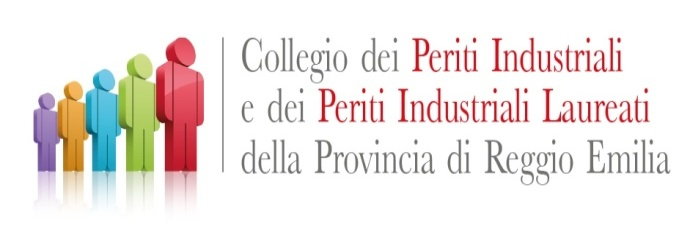 Collegio dei Periti Industriali
e dei Periti Industriali Laureati
della Provincia di Reggio Emilia